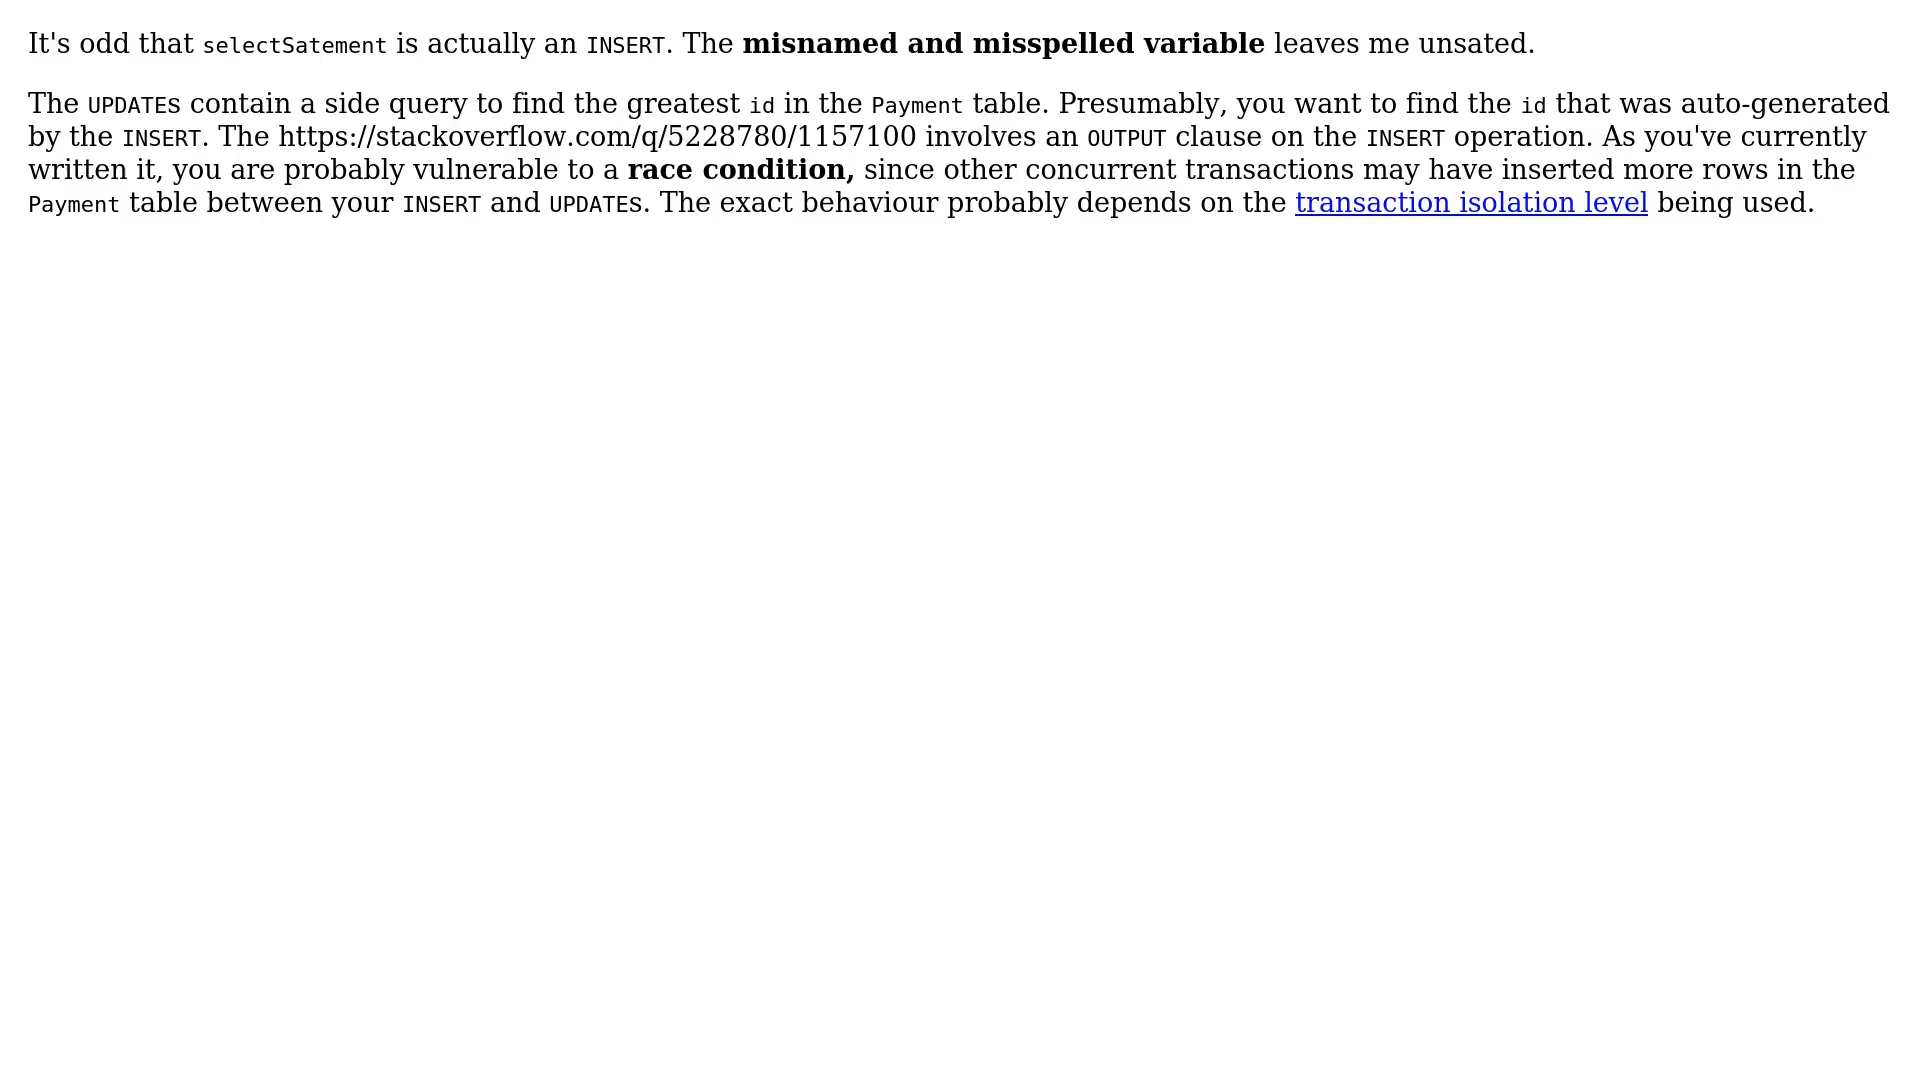 It's odd that selectSatement is actually an INSERT. The misnamed and misspelled variable leaves me unsated.
The UPDATEs contain a side query to find the greatest id in the Payment table. Presumably, you want to find the id that was auto-generated
by the INSERT. The https://stackoverflow.com/q/5228780/1157100 involves an OUTPUT clause on the INSERT operation. As you've currently
written it, you are probably vulnerable to a race condition, since other concurrent transactions may have inserted more rows in the
Payment table between your INSERT and UPDATEs. The exact behaviour probably depends on the transaction isolation level being used.